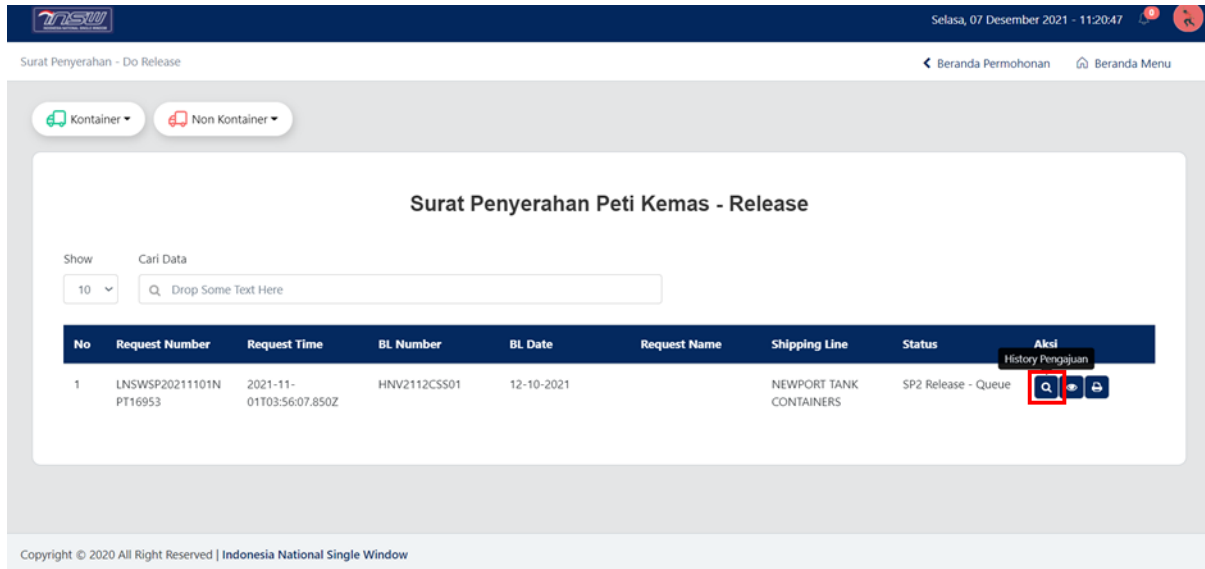 INSW
Selasa, 07 Desember 2021 - 11:20:47
0
Surat Penyerahan - Do Release
Beranda Permohonan
Beranda Menu
Kontainer
Non Kontainer
Surat Penyerahan Peti Kemas - Release
Show
Cari Data
10
Drop Some Text Here
No Request Number Request Time BL Number BL Date Request Name Shipping Line Status Aksi
History Pengajuan
1 LNSWSP20211101N 2021-11- HNV2112CSS01 12-10-2021 NEWPORT TANK SP2 Release - Queue
PT16953 01T03:56:07.850Z CONTAINERS
Copyright © 2020 All Right Reserved | Indonesia National Single Window